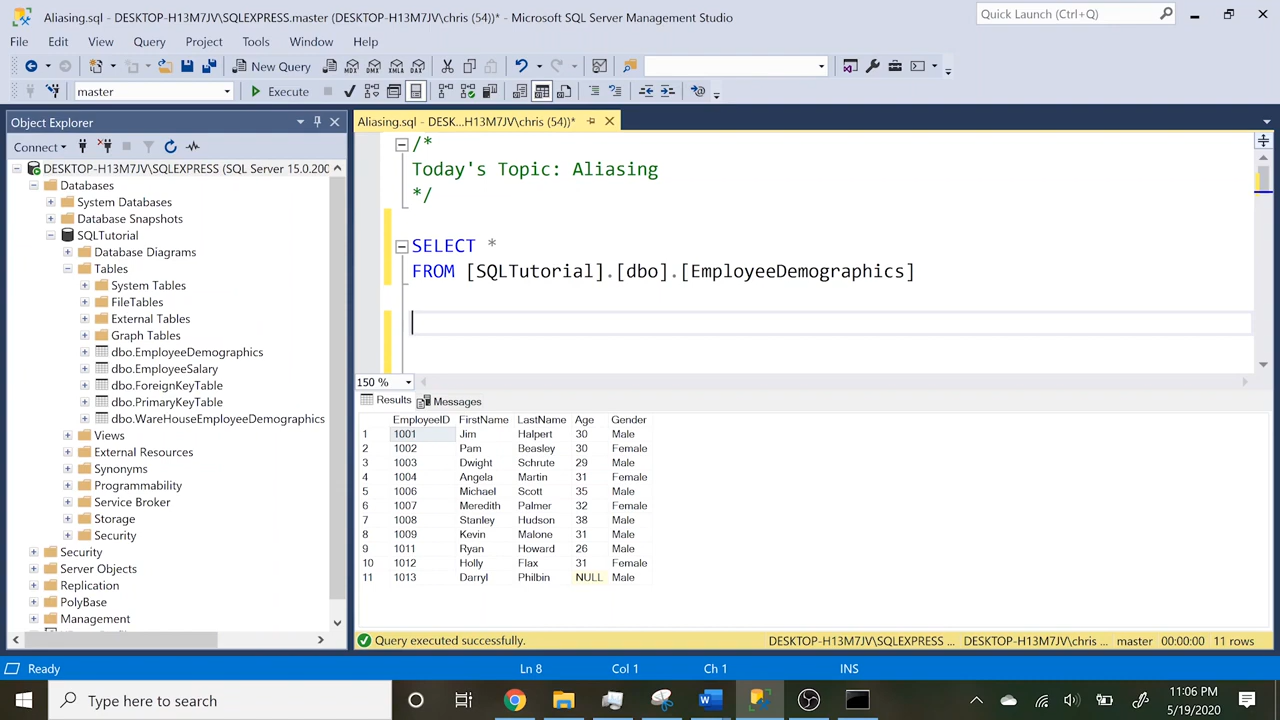 Aliasing.sql - DESKTOP-H13M7JV\SQLEXPRESS.master (DESKTOP-H13M7JV\chris (54))* - Microsoft SQL Server Management Studio
Quick Launch (Ctrl+Q)
File Edit View Query Project Tools Window Help
New Query
master
Execute
Object Explorer
Connect
DESKTOP-H13M7JV\SQLEXPRESS (SQL Server 15.0.200
Databases
System Databases
Database Snapshots
SQLTutorial
Database Diagrams
Tables
System Tables
FileTables
External Tables
Graph Tables
dbo.EmployeeDemographics
dbo.EmployeeSalary
dbo.ForeignKeyTable
dbo.PrimaryKeyTable
dbo.WareHouseEmployeeDemographics
Views
External Resources
Synonyms
Programmability
Service Broker
Storage
Security
Security
Server Objects
Replication
PolyBase
Management
Aliasing.sql - DESK...H13M7JV\chris (54))*
/*
Today's Topic: Aliasing
*/
SELECT *
FROM [SQLTutorial].[dbo].[EmployeeDemographics]
150 %
Results Messages
EmployeeID FirstName LastName Age Gender
1 1001 Jim Halpert 30 Male
2 1002 Pam Beasley 30 Female
3 1003 Dwight Schrute 29 Male
4 1004 Angela Martin 31 Female
5 1006 Michael Scott 35 Male
6 1007 Meredith Palmer 32 Female
7 1008 Stanley Hudson 38 Male
8 1009 Kevin Malone 31 Male
9 1011 Ryan Howard 26 Male
10 1012 Holly Flax 31 Female
11 1013 Darryl Philbin NULL Male
Query executed successfully. DESKTOP-H13M7JV\SQLEXPRESS ... DESKTOP-H13M7JV\chris ... master 00:00:00 11 rows
Ready Ln 8 Col 1 Ch 1 INS
Type here to search
11:06 PM
5/19/2020